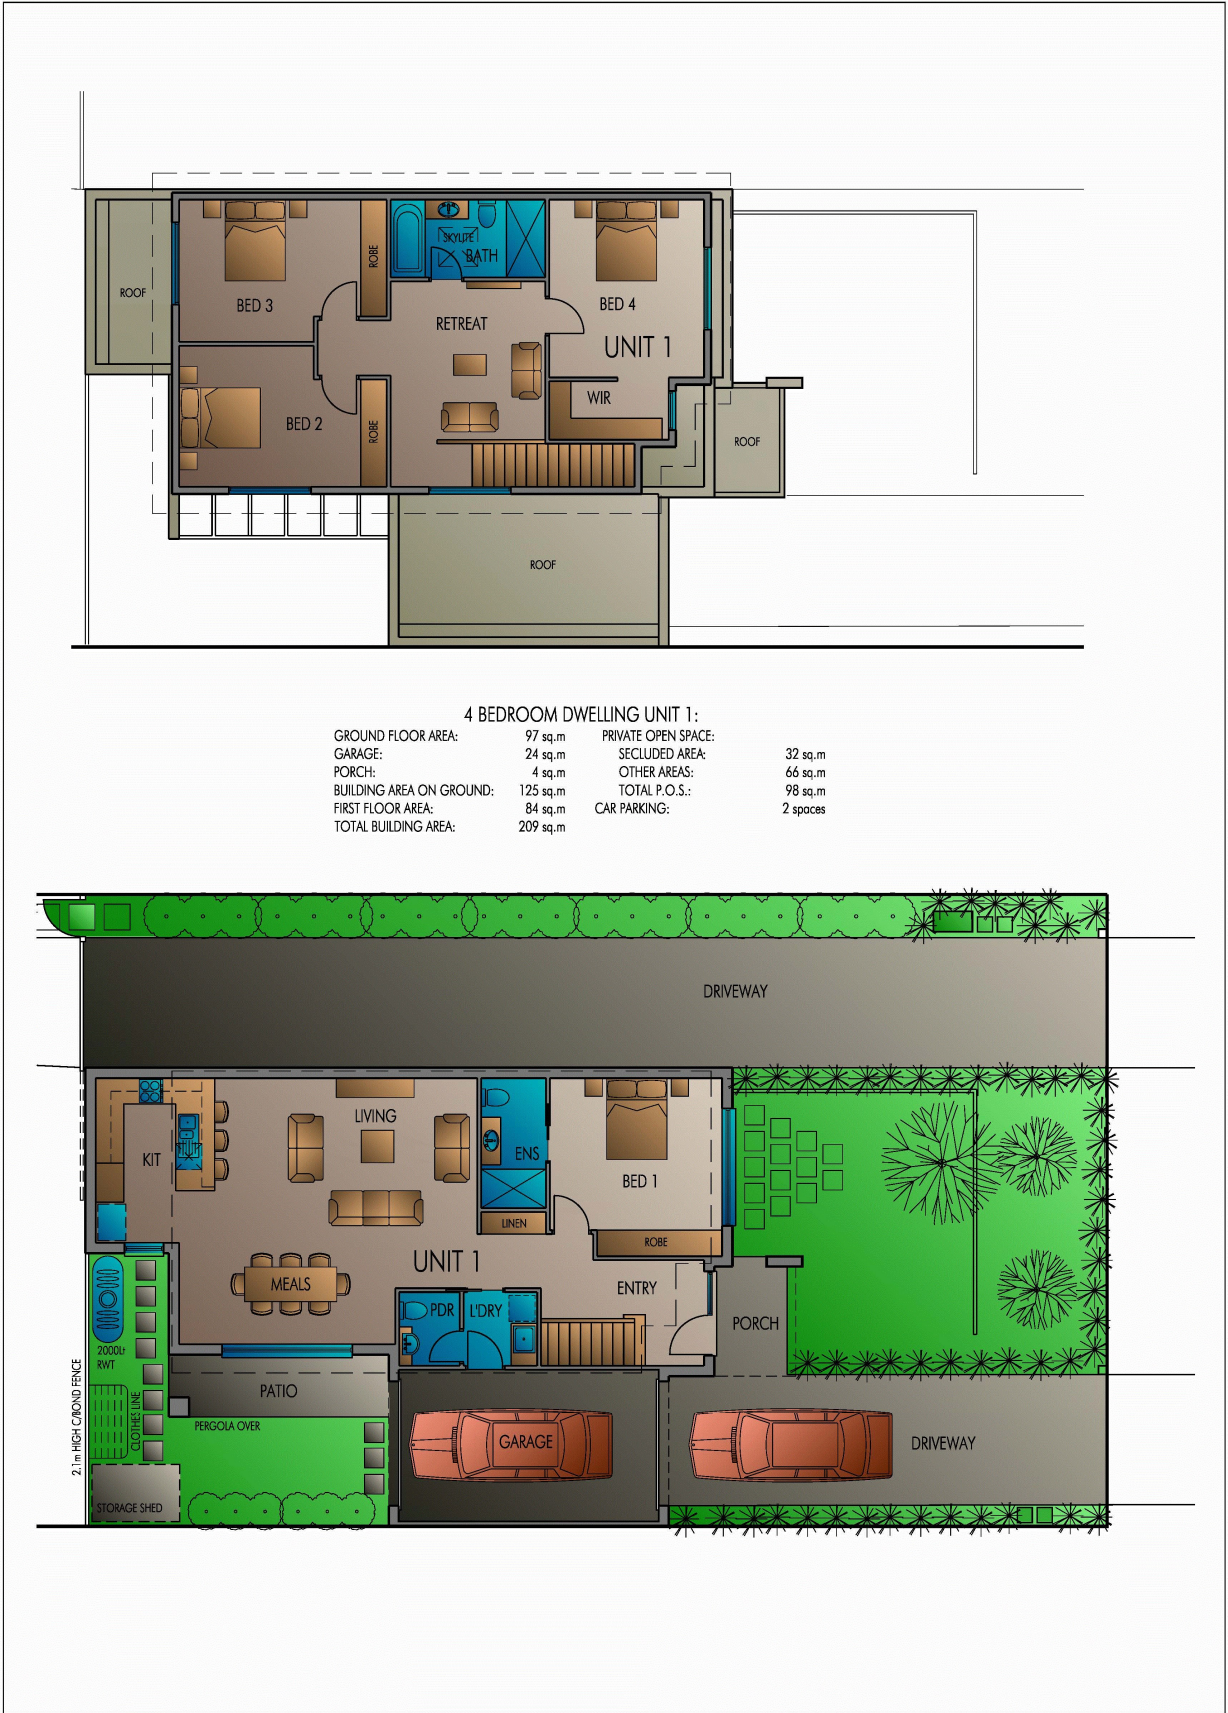 SKYLITE
BATH
ROBE
ROOF
BED 3
BED 4
RETREAT
UNIT 1
WIR
BED 2
ROBE
ROOF
ROOF
4 BEDROOM DWELLING UNIT 1:
GROUND FLOOR AREA: 97 sq.m PRIVATE OPEN SPACE:
GARAGE: 24 sq.m SECLUDED AREA: 32 sq.m
PORCH: 4 sq.m OTHER AREAS: 66 sq.m
BUILDING AREA ON GROUND: 125 sq.m TOTAL P.O.S.: 98 sq.m
FIRST FLOOR AREA: 84 sq.m CAR PARKING: 2 spaces
TOTAL BUILDING AREA: 209 sq.m
DRIVEWAY
LIVING
KIT
ENS
BED 1
LINEN
ROBE
UNIT 1
MEALS
ENTRY
PDR
L'DRY
PORCH
2000Lt
RWT
PATIO
2.1m HIGH C/BOND FENCE
CLOTHES LINE
PERGOLA OVER
GARAGE
DRIVEWAY
STORAGE SHED